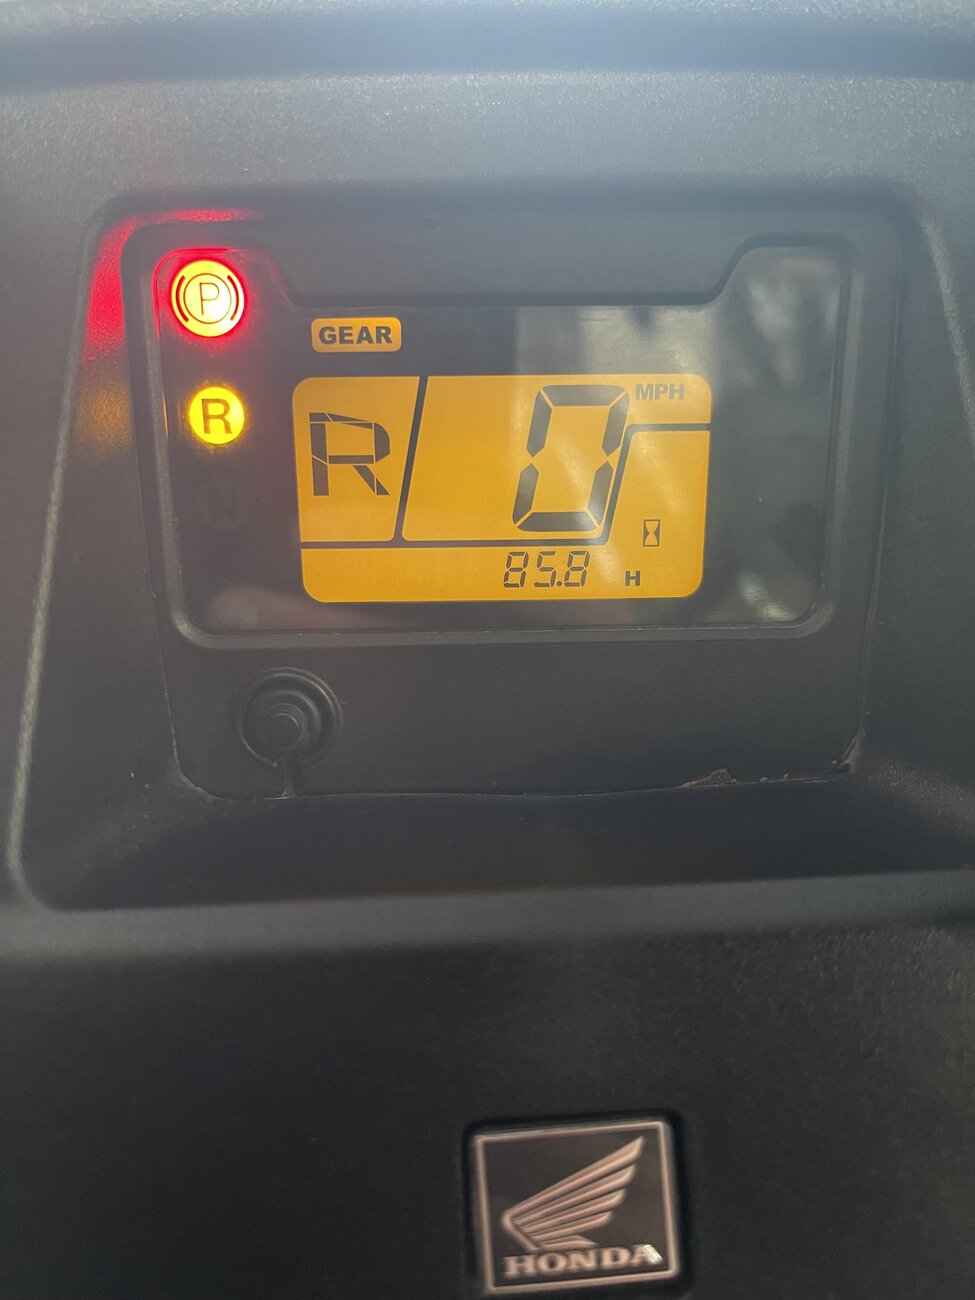 P
GEAR
R
R 0 MPH
85.8 H
HONDA